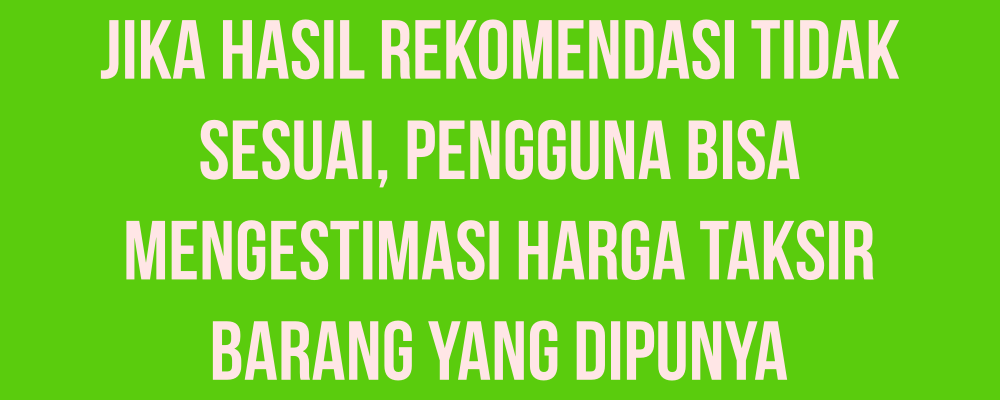 JIKA HASIL REKOMENDASI TIDAK
SESUAI, PENGGUNA BISA
MENGESTIMASI HARGA TAKSIR
BARANG YANG DIPUNYA